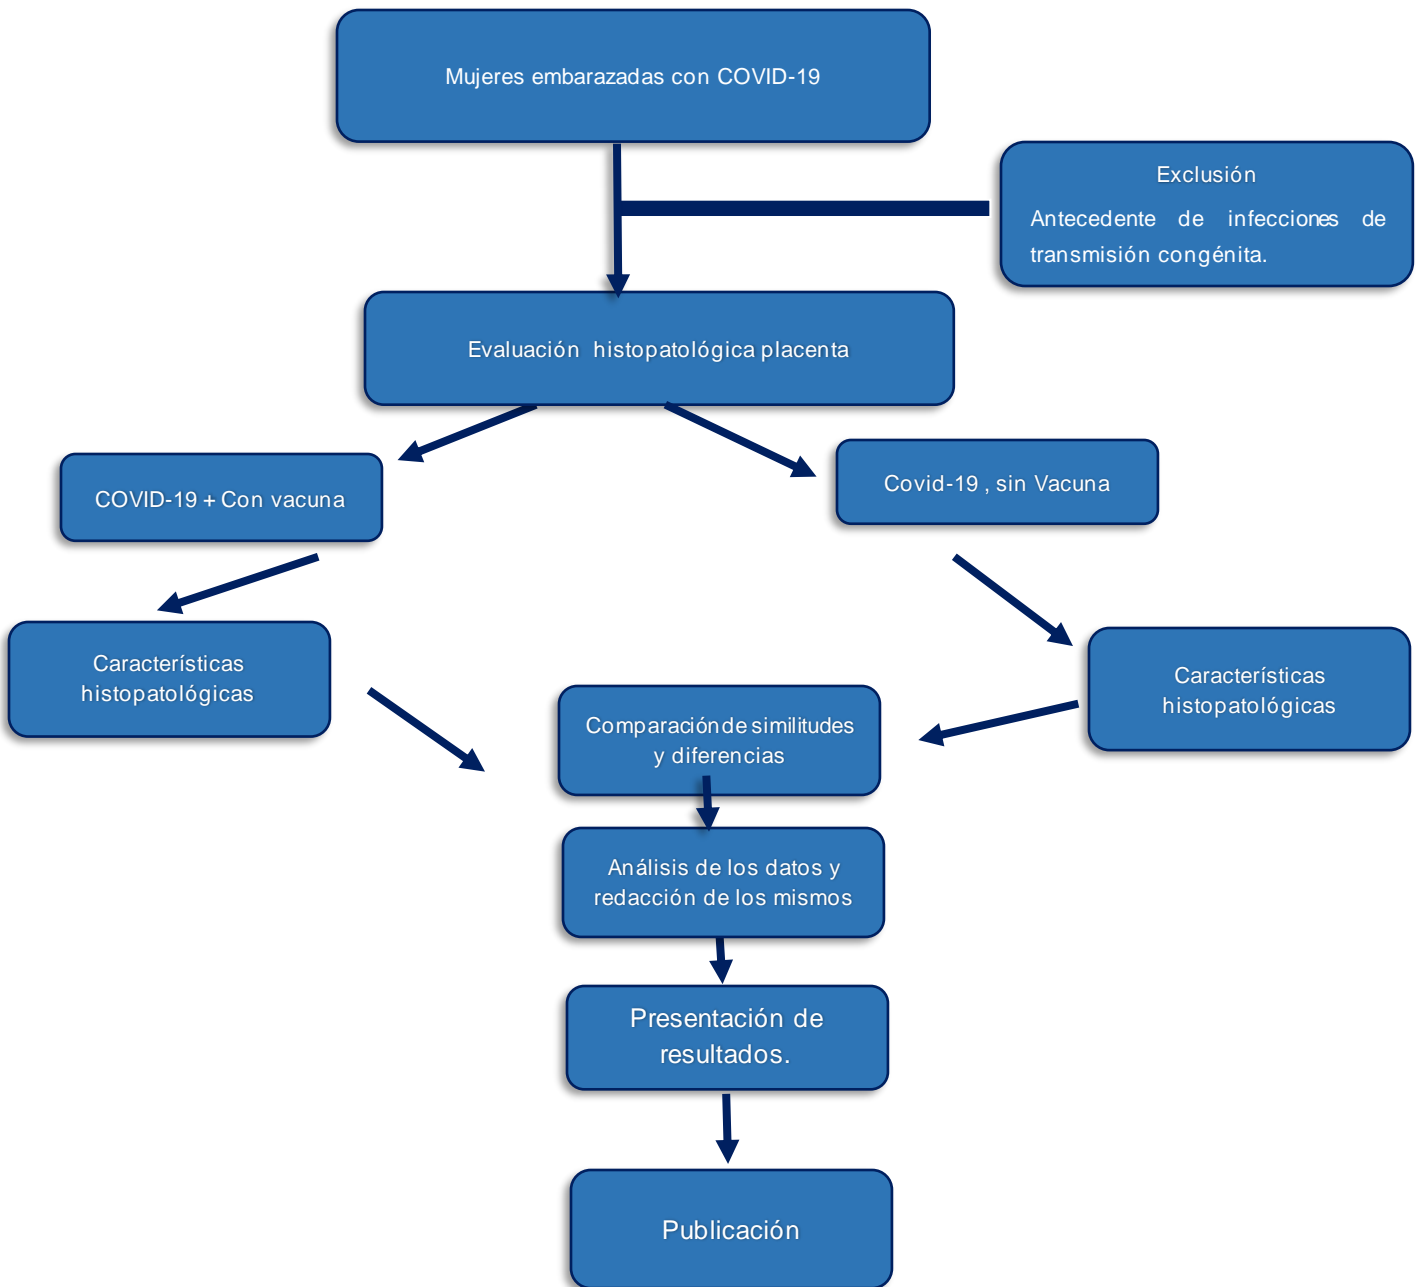 Mujeres embarazadas con COVID-19
Exclusión
Antecedente de infecciones de
transmisión congénita.
Evaluación histopatológica placenta
COVID-19 + Con vacuna
Covid-19 , sin Vacuna
Características
histopatológicas
Características
histopatológicas
Comparación de similitudes
y diferencias
Análisis de los datos y
redacción de los mismos
Presentación de
resultados.
Publicación